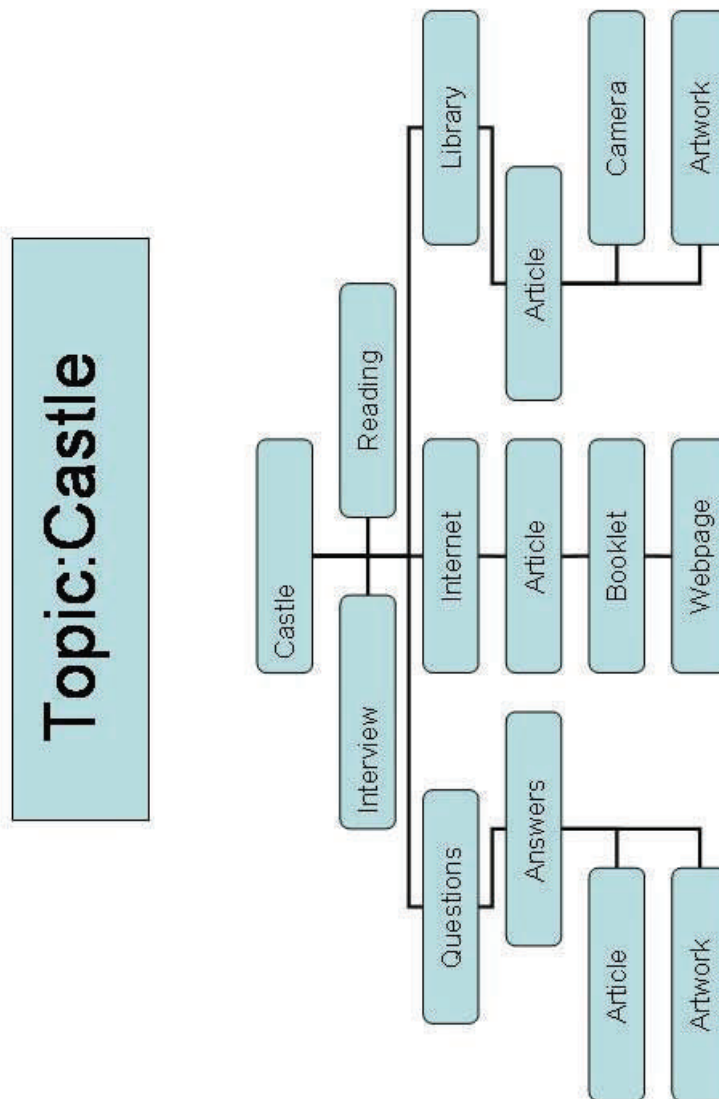 Topic:Castle
Castle
Interview
Reading
Questions
Internet
Library
Answers
Article
Article
Article
Booklet
Camera
Artwork
Webpage
Artwork